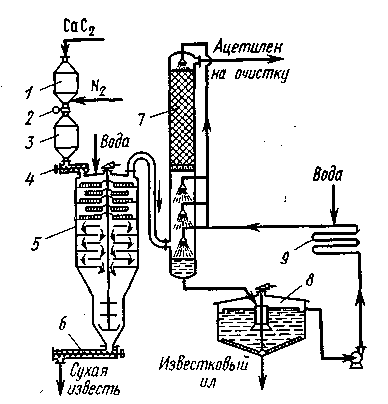 CaC₂
Ацетилен
на очистку
1
N₂
2
3
7
Вода
4
Вода
5
9
8
6
Сухая
известь
Известковый
ил